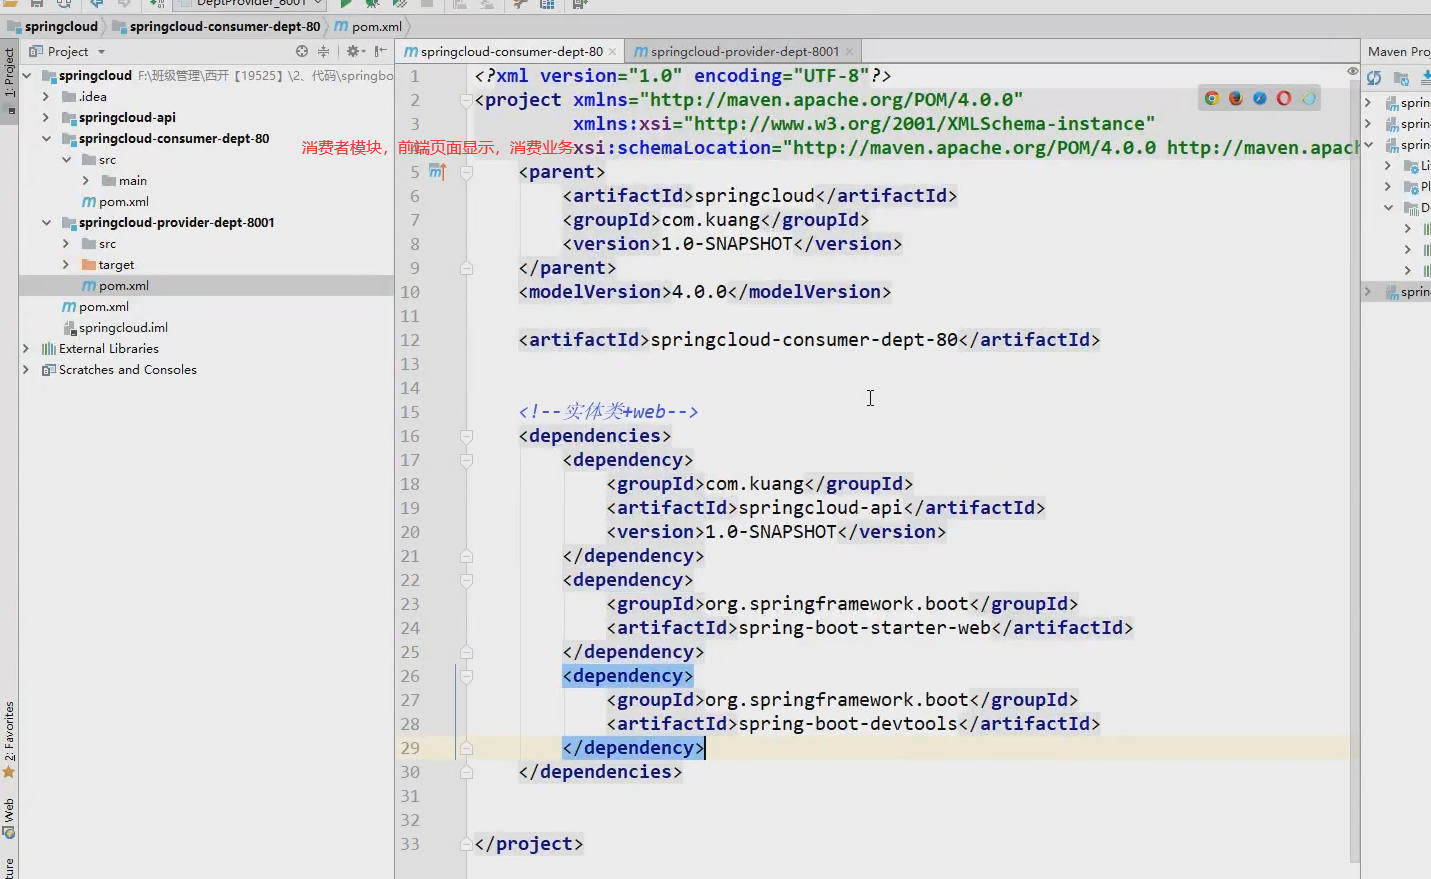 DeptProvider_8001
springcloud
springcloud-consumer-dept-80
pom.xml
Project
springcloud-consumer-dept-80
springcloud-provider-dept-8001
Maven Pro
1: Project
springcloud F:\班级管理\西开【19525】\2、代码\springbo
.idea
springcloud-api
springcloud-consumer-dept-80
src
main
pom.xml
springcloud-provider-dept-8001
src
target
pom.xml
pom.xml
springcloud.iml
External Libraries
Scratches and Consoles
消费者模块，前端页面显示，消费业务
1 <?xml version="1.0" encoding="UTF-8"?>
2 <project xmlns="http://maven.apache.org/POM/4.0.0"
3 xmlns:xsi="http://www.w3.org/2001/XMLSchema-instance"
xsi:schemaLocation="http://maven.apache.org/POM/4.0.0 http://maven.apac
5 <parent>
6 <artifactId>springcloud</artifactId>
7 <groupId>com.kuang</groupId>
8 <version>1.0-SNAPSHOT</version>
9 </parent>
10 <modelVersion>4.0.0</modelVersion>
11
12 <artifactId>springcloud-consumer-dept-80</artifactId>
13
14
15 <!--实体类+web-->
16 <dependencies>
17 <dependency>
18 <groupId>com.kuang</groupId>
19 <artifactId>springcloud-api</artifactId>
20 <version>1.0-SNAPSHOT</version>
21 </dependency>
22 <dependency>
23 <groupId>org.springframework.boot</groupId>
24 <artifactId>spring-boot-starter-web</artifactId>
25 </dependency>
26 <dependency>
27 <groupId>org.springframework.boot</groupId>
28 <artifactId>spring-boot-devtools</artifactId>
29 </dependency>
30 </dependencies>
31
32
33 </project>
sprin
sprin
sprin
Li
Pl
D
sprin
2: Favorites
Web
ture